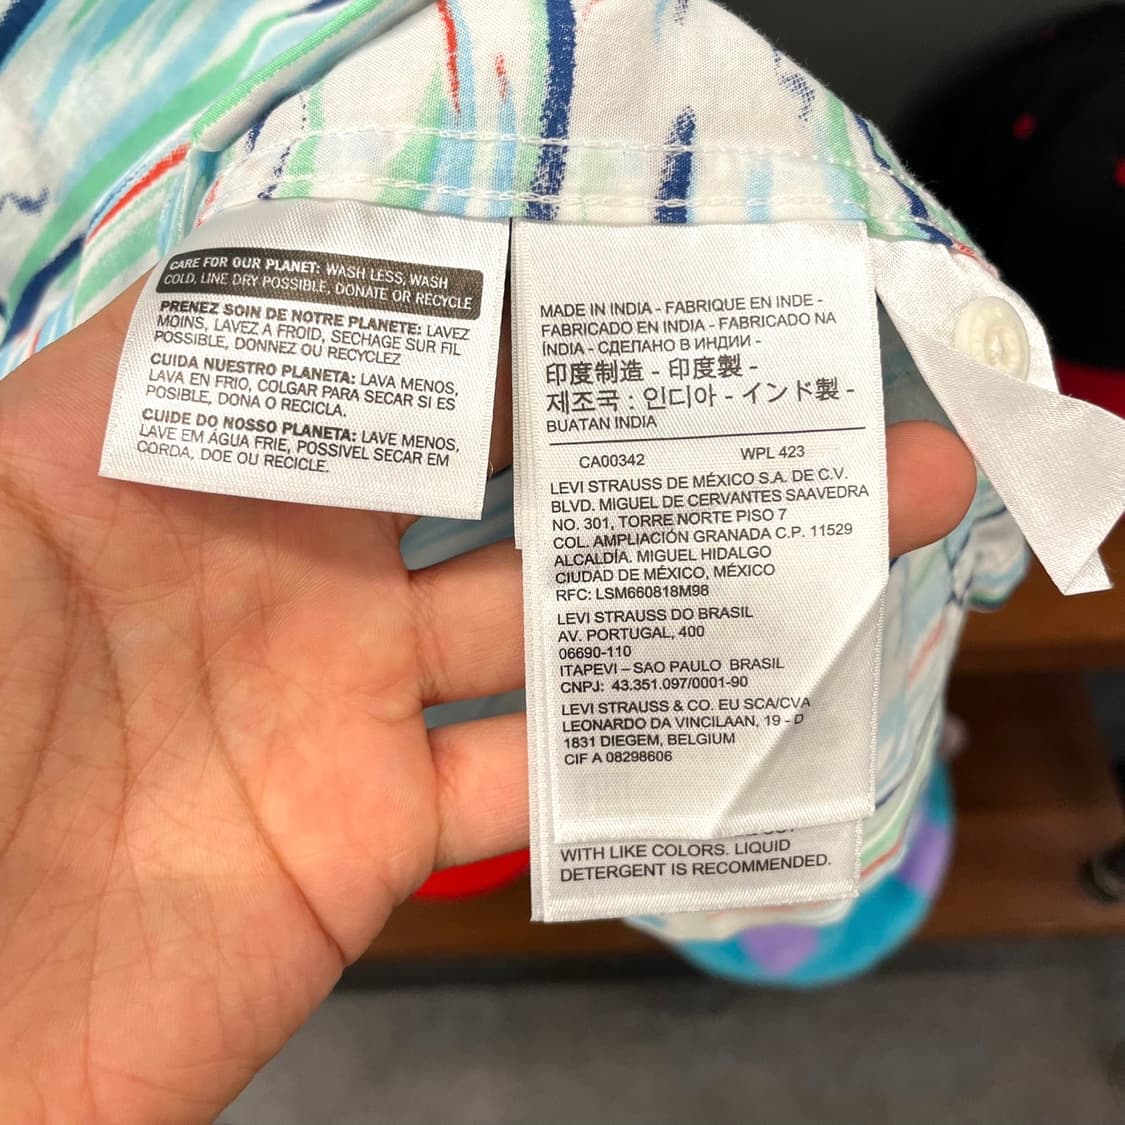 CARE FOR OUR PLANET: WASH LESS, WASH
COLD, LINE DRY POSSIBLE, DONATE OR RECYCLE
PRENEZ SOIN DE NOTRE PLANETE: LAVEZ
MOINS, LAVEZ A FROID, SECHAGE SUR FIL
POSSIBLE, DONNEZ OU RECYCLEZ
CUIDA NUESTRO PLANETA: LAVA MENOS,
LAVA EN FRIO, COLGAR PARA SECAR SI ES
POSIBLE, DONA O RECICLA.
CUIDE DO NOSSO PLANETA: LAVE MENOS,
LAVE EM ÁGUA FRIE, POSSIVEL SECAR EM
CORDA, DOE OU RECICLE.
MADE IN INDIA - FABRIQUE EN INDE -
FABRICADO EN INDIA - FABRICADO NA
ÍNDIA - СДЕЛАНО В ИНДИИ -
印度制造 - 印度製 -
제조국 : 인디아 - インド製 -
BUATAN INDIA
CA00342 WPL 423
LEVI STRAUSS DE MÉXICO S.A. DE C.V.
BLVD. MIGUEL DE CERVANTES SAAVEDRA
NO. 301, TORRE NORTE PISO 7
COL. AMPLIACIÓN GRANADA C.P. 11529
ALCALDÍA. MIGUEL HIDALGO
CIUDAD DE MÉXICO, MÉXICO
RFC: LSM660818M98
LEVI STRAUSS DO BRASIL
AV. PORTUGAL, 400
06690-110
ITAPEVI – SAO PAULO BRASIL
CNPJ: 43.351.097/0001-90
LEVI STRAUSS & CO. EU SCA/CVA
LEONARDO DA VINCILAAN, 19 - D
1831 DIEGEM, BELGIUM
CIF A 08298606
WITH LIKE COLORS. LIQUID
DETERGENT IS RECOMMENDED.